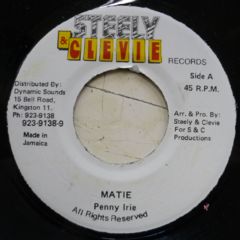 STEELY
& CLEVIE
RECORDS
Distributed By:
Dynamic Sounds
15 Bell Road,
Kingston 11.
Ph: 923-9138
923-9138-9
Made in
Jamaica
Side A
45 R.P.M.
Arr. & Pro. By:
Steely & Clevie
For S & C
Productions
MATIE
Penny Irie
All Rights Reserved